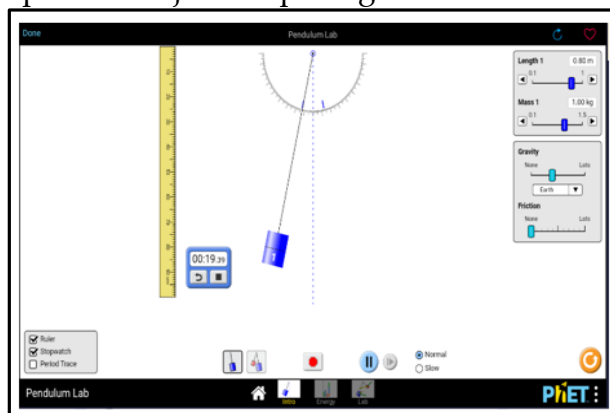 Done
Pendulum Lab
Length 1 0.80 m
0.1 1
Mass 1 1.00 kg
0.1 1.5
Gravity
None Lots
Earth
Friction
None Lots
1
00:19.39
Ruler
Stopwatch
Period Trace
Normal
Slow
Pendulum Lab
Intro
Energy
Lab
PhET